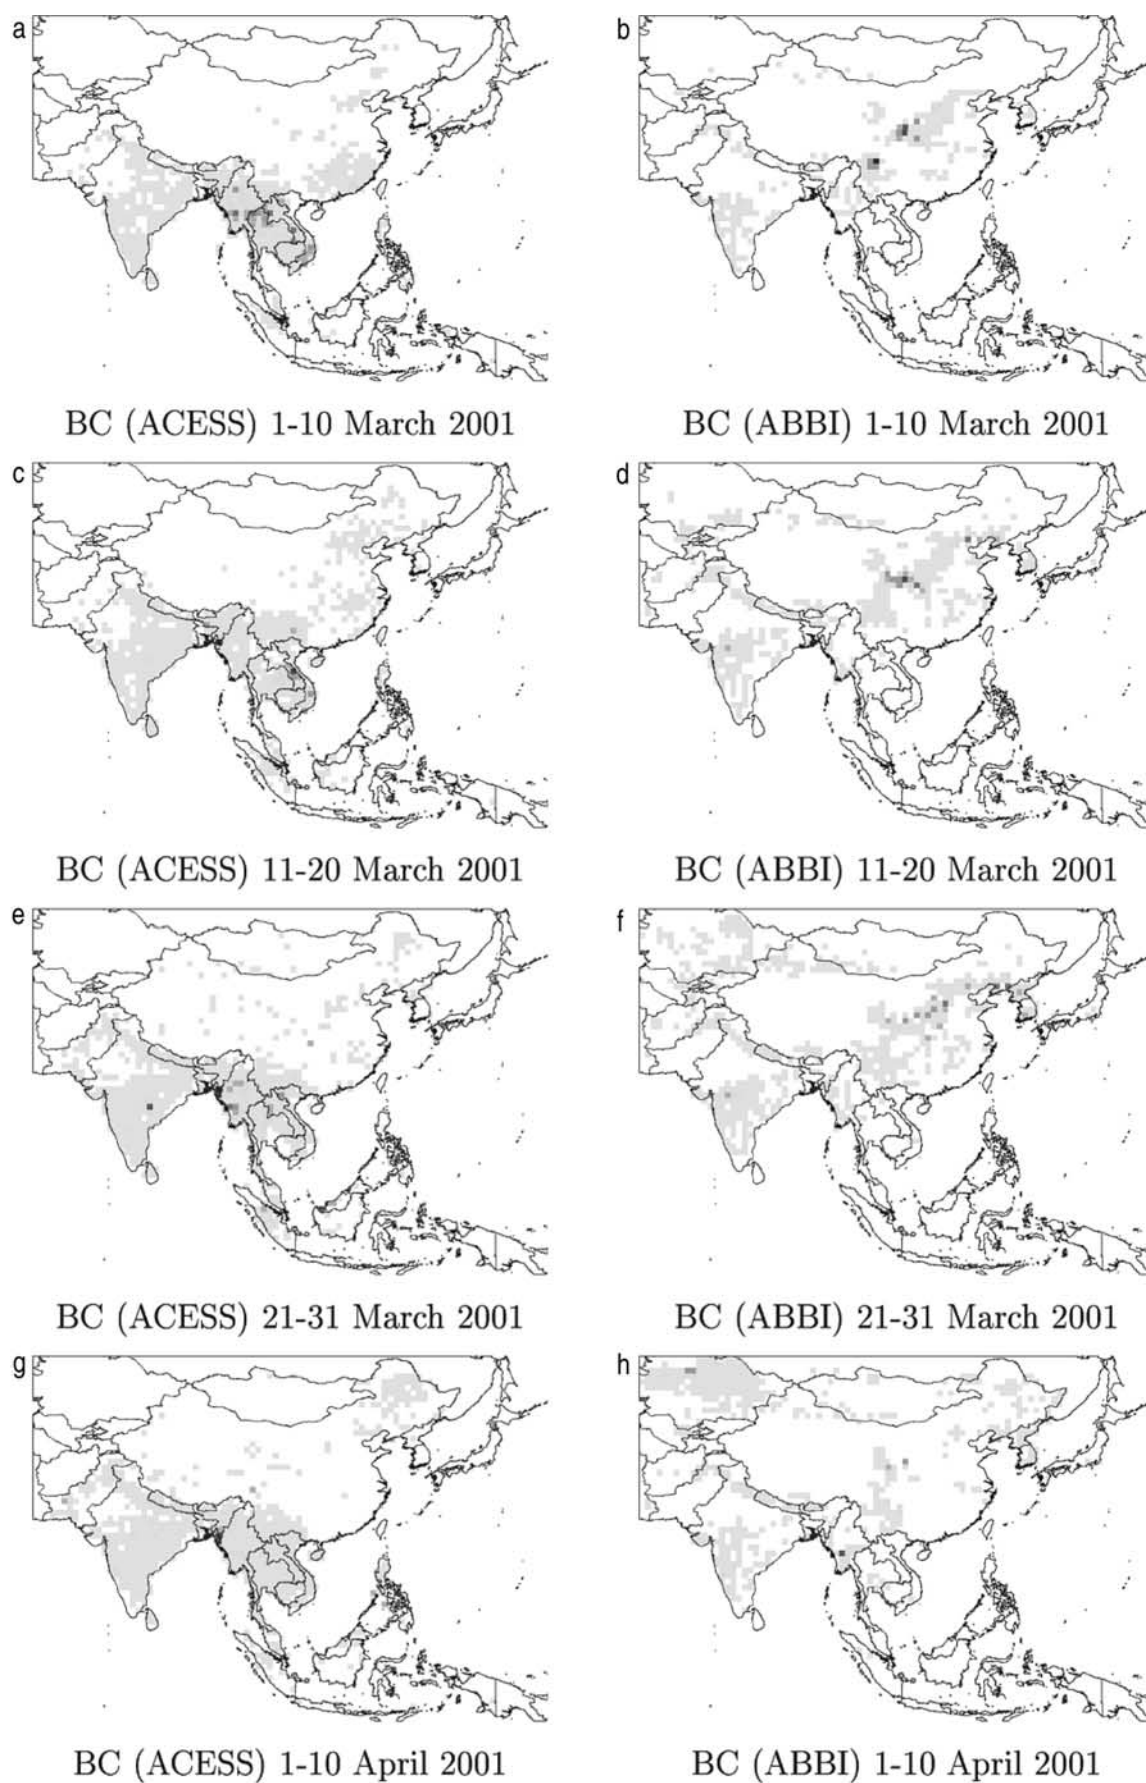 a
b
BC (ACESS) 1-10 March 2001
BC (ABBI) 1-10 March 2001
c
d
BC (ACESS) 11-20 March 2001
BC (ABBI) 11-20 March 2001
e
f
BC (ACESS) 21-31 March 2001
BC (ABBI) 21-31 March 2001
g
h
BC (ACESS) 1-10 April 2001
BC (ABBI) 1-10 April 2001